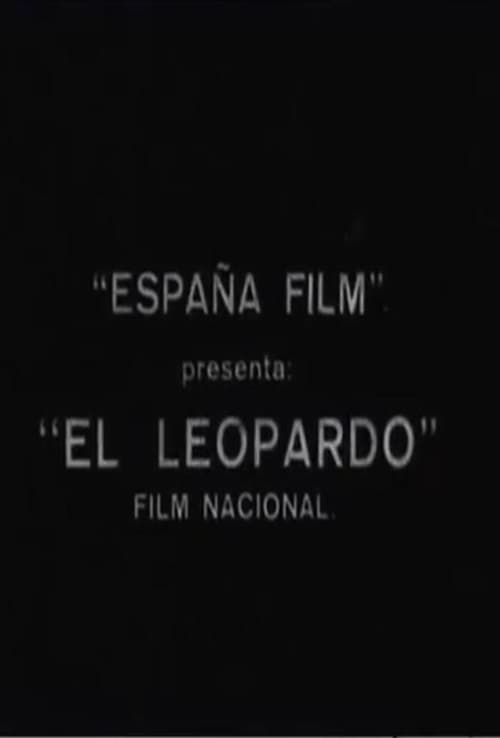 "ESPAÑA FILM".
presenta:
"EL LEOPARDO"
FILM NACIONAL.